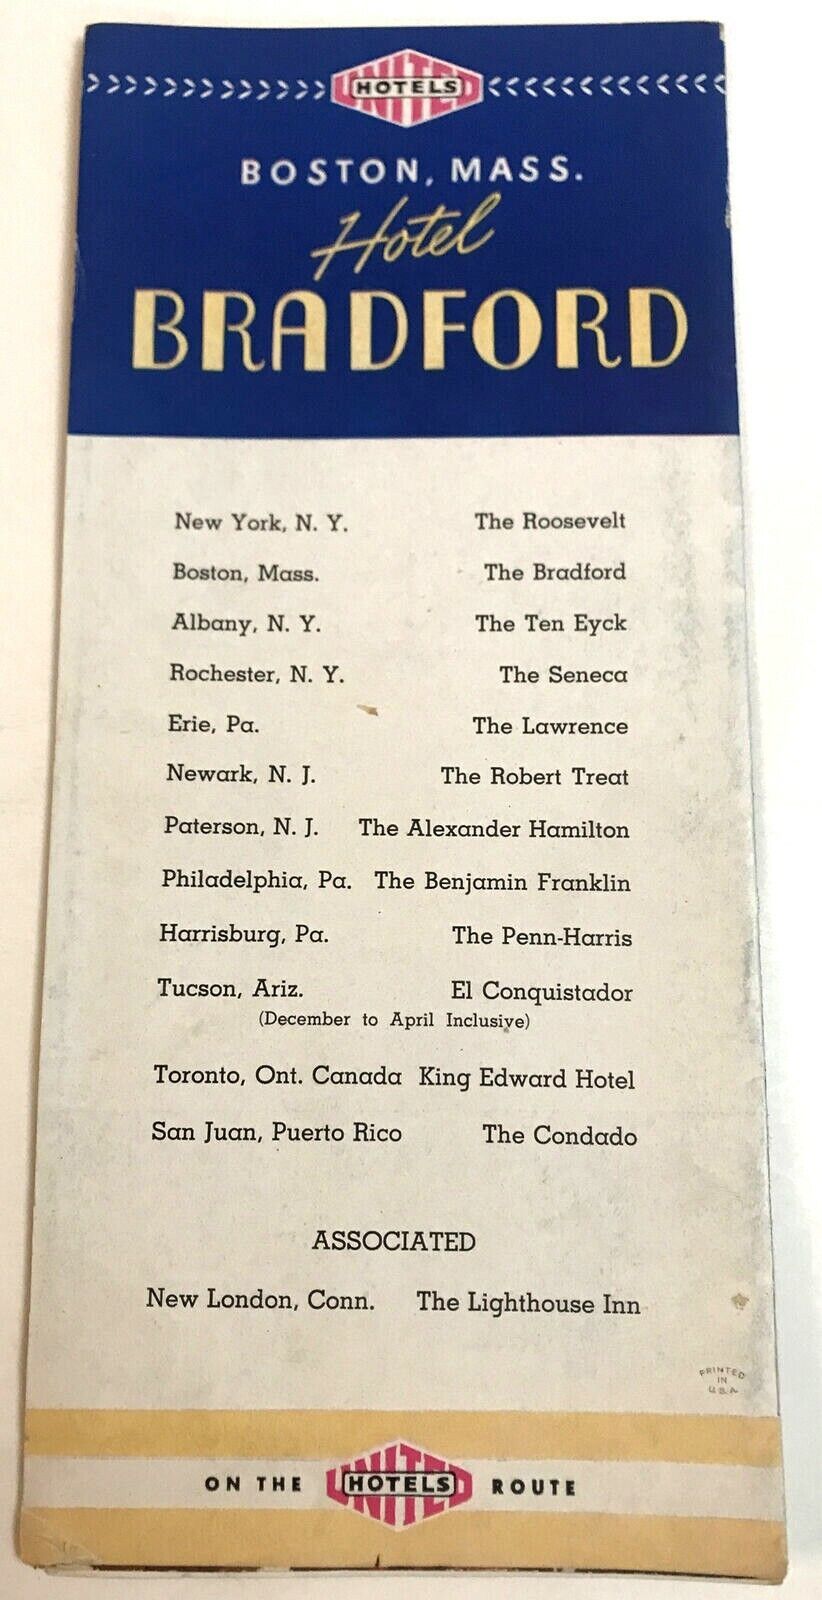 UNITED HOTELS
BOSTON, MASS.
Hotel
BRADFORD
New York, N. Y. The Roosevelt
Boston, Mass. The Bradford
Albany, N. Y. The Ten Eyck
Rochester, N. Y. The Seneca
Erie, Pa. The Lawrence
Newark, N. J. The Robert Treat
Paterson, N. J. The Alexander Hamilton
Philadelphia, Pa. The Benjamin Franklin
Harrisburg, Pa. The Penn-Harris
Tucson, Ariz. El Conquistador
(December to April Inclusive)
Toronto, Ont. Canada King Edward Hotel
San Juan, Puerto Rico The Condado
ASSOCIATED
New London, Conn. The Lighthouse Inn
PRINTED
IN
U.S.A.
ON THE UNITED HOTELS ROUTE